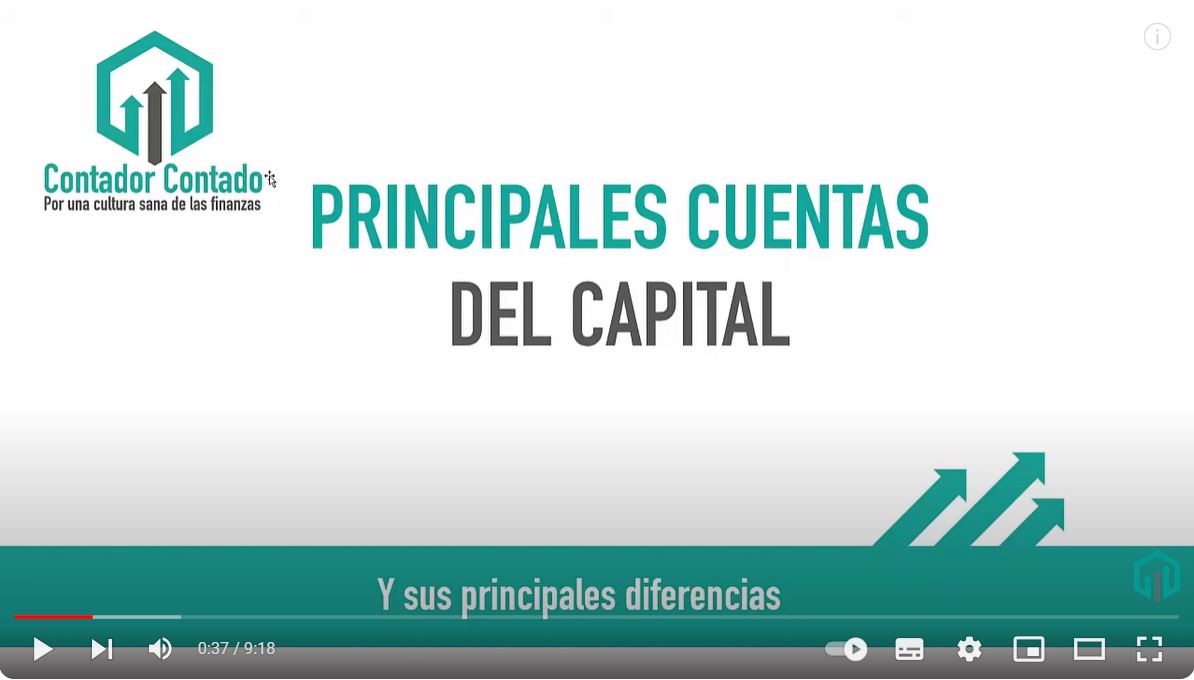 Contador Contado
Por una cultura sana de las finanzas
PRINCIPALES CUENTAS
DEL CAPITAL
Y sus principales diferencias
0:37 / 9:18